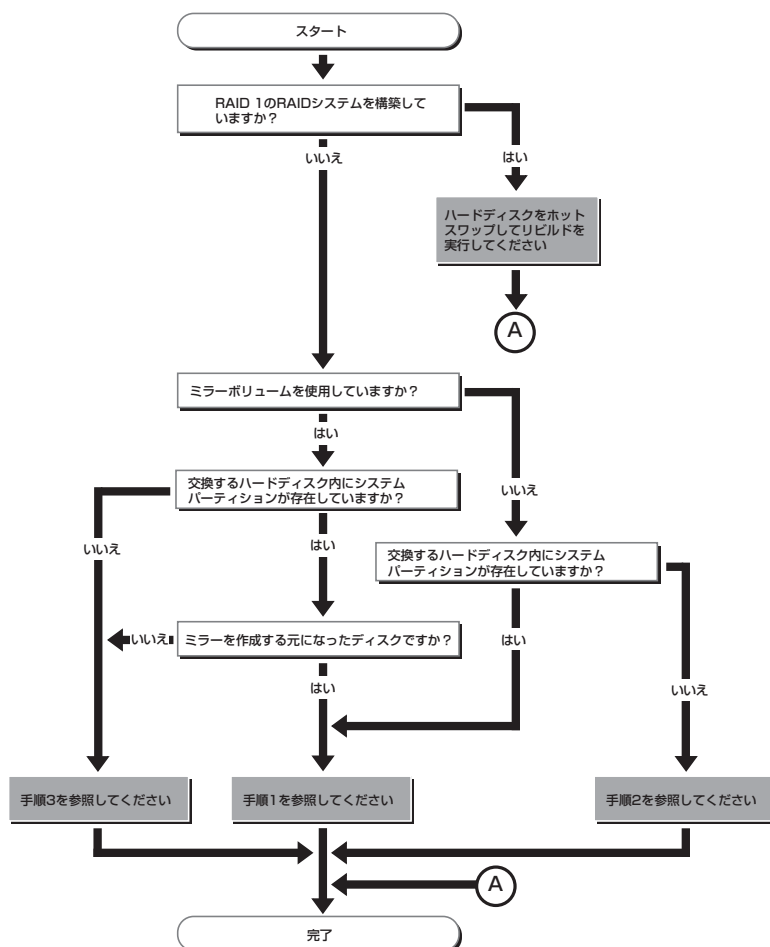 スタート
RAID 1のRAIDシステムを構築して
いますか？
いいえ
はい
ハードディスクをホット
スワップしてリビルドを
実行してください
A
ミラーボリュームを使用していますか？
はい
いいえ
交換するハードディスク内にシステム
パーティションが存在していますか？
いいえ
はい
交換するハードディスク内にシステム
パーティションが存在していますか？
いいえ
ミラーを作成する元になったディスクですか？
はい
はい
いいえ
手順3を参照してください
手順1を参照してください
手順2を参照してください
A
完了